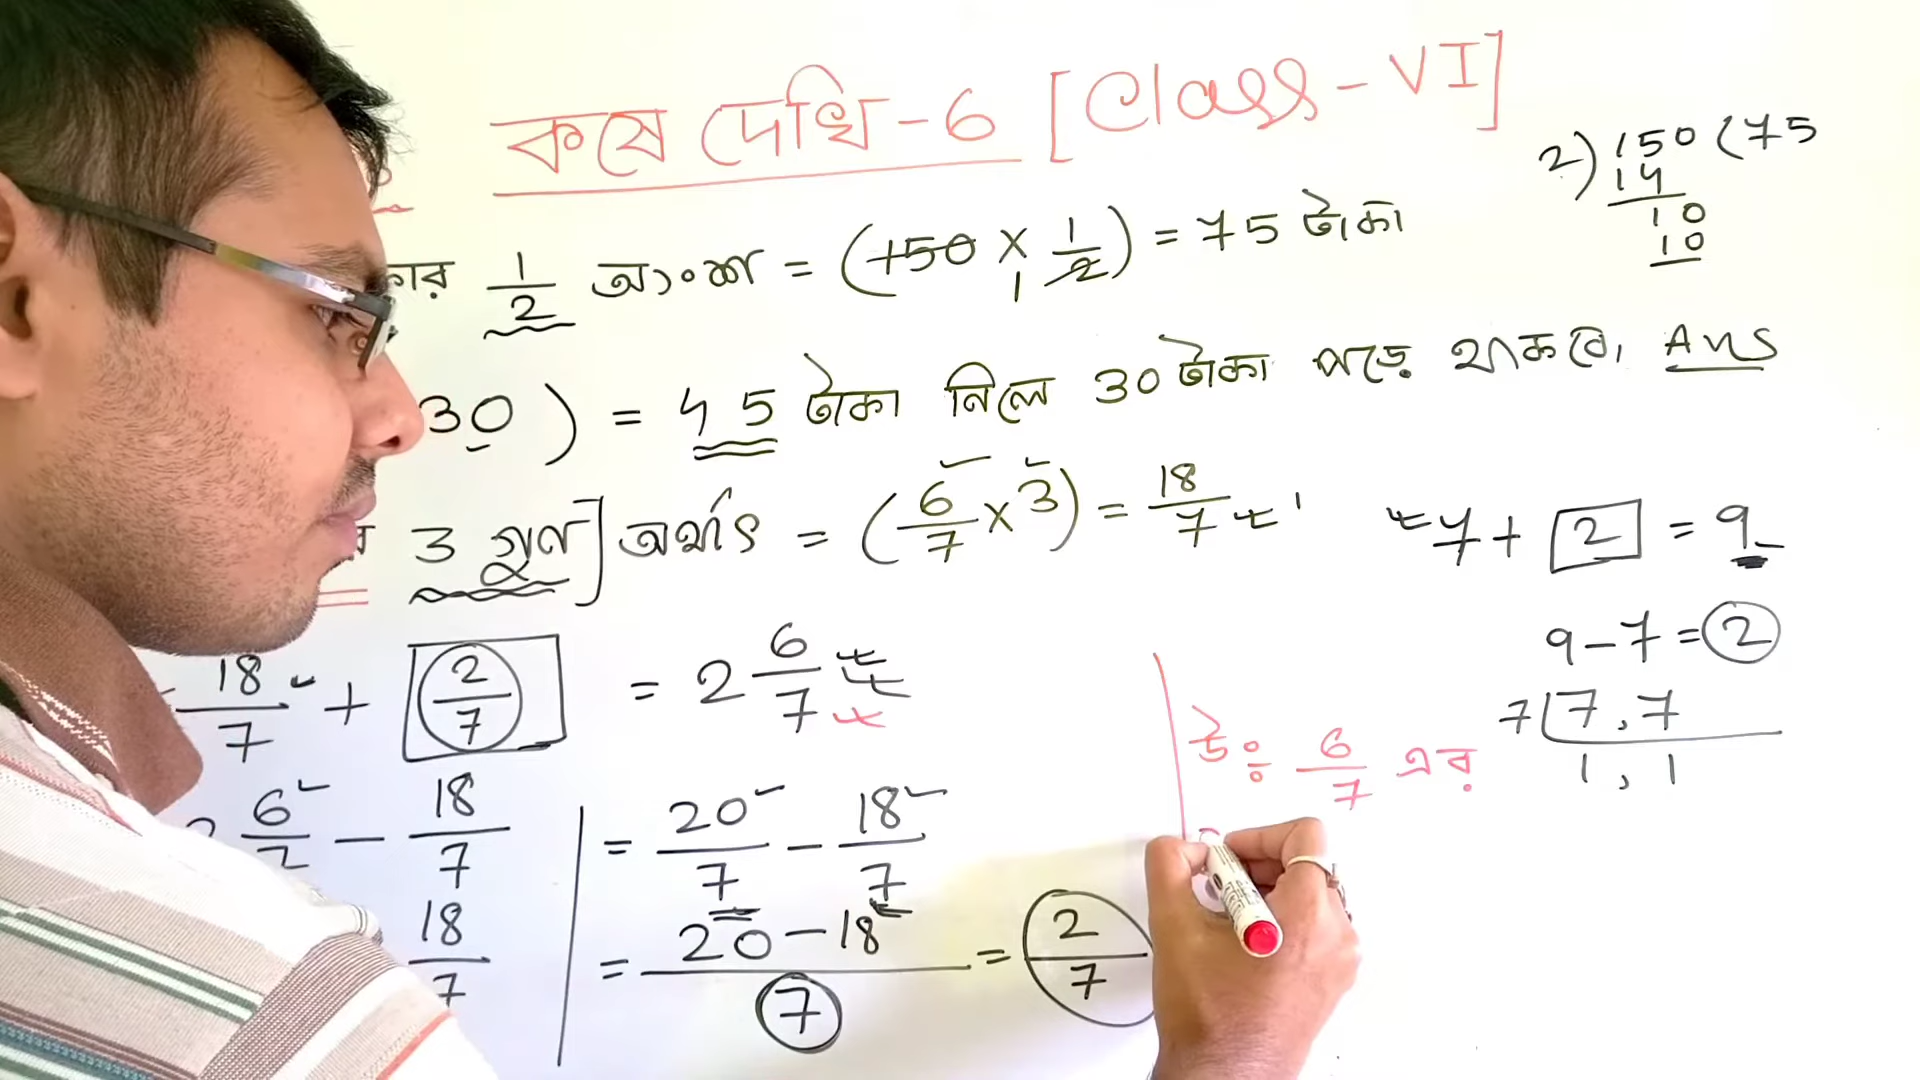 কষে দেখি - 6 [Class - VI]
2) 150 ( 75
14
10
10
1/2 অংশ = (150 × 1/2) = 75 টাকা
1
30 ) = 45 টাকা নিলে 30 টাকা পড়ে থাকবে। Ans
3 গুণ] অর্থাৎ = (6/7 × 3) = 18/7
7 + 2 = 9
9 - 7 = 2
18/7 + 2/7 = 2 6/7
7 | 7, 7
1, 1
উঃ 6/7 এর
2 6/7 - 18/7
= 20/7 - 18/7
18/7
= 20 - 18 / 7 = 2/7